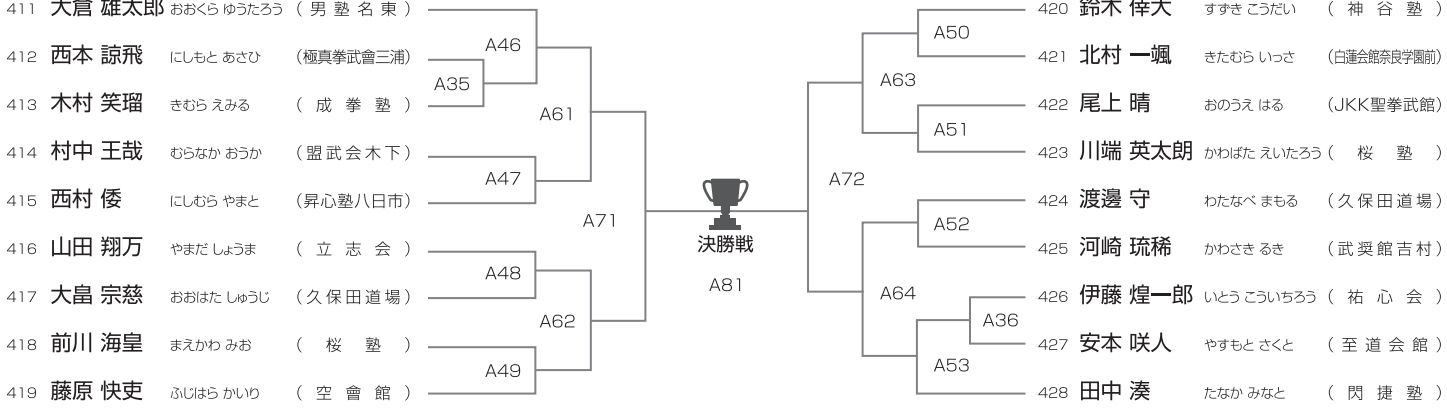 411 大倉 雄太郎 おおくら ゆうたろう (男塾名東)
412 西本 諒飛 にしもと あさひ (極真拳武會三浦)
413 木村 笑瑠 きむら えみる (成拳塾)
414 村中 王哉 むらなか おうか (盟武会木下)
415 西村 倭 にしむら やまと (昇心塾八日市)
416 山田 翔万 やまだ しょうま (立志会)
417 大畠 宗慈 おおはた しゅうじ (久保田道場)
418 前川 海皇 まえかわ みお (桜塾)
419 藤原 快吏 ふじはら かいり (空會館)
A46
A35
A61
A47
A71
A48
A62
A49
決勝戦
A81
A50
A63
A51
A72
A52
A64
A36
A53
420 鈴木 倖大 すずき こうだい (神谷塾)
421 北村 一颯 きたむら いっさ (白蓮会館奈良学園前)
422 尾上 晴 おのうえ はる (JKK聖拳武館)
423 川端 英太朗 かわばた えいたろう (桜塾)
424 渡邊 守 わたなべ まもる (久保田道場)
425 河崎 琉稀 かわさき るき (武奨館吉村)
426 伊藤 煌一郎 いとう こういちろう (祐心会)
427 安本 咲人 やすもと さくと (至道会館)
428 田中 湊 たなか みなと (閃捷塾)